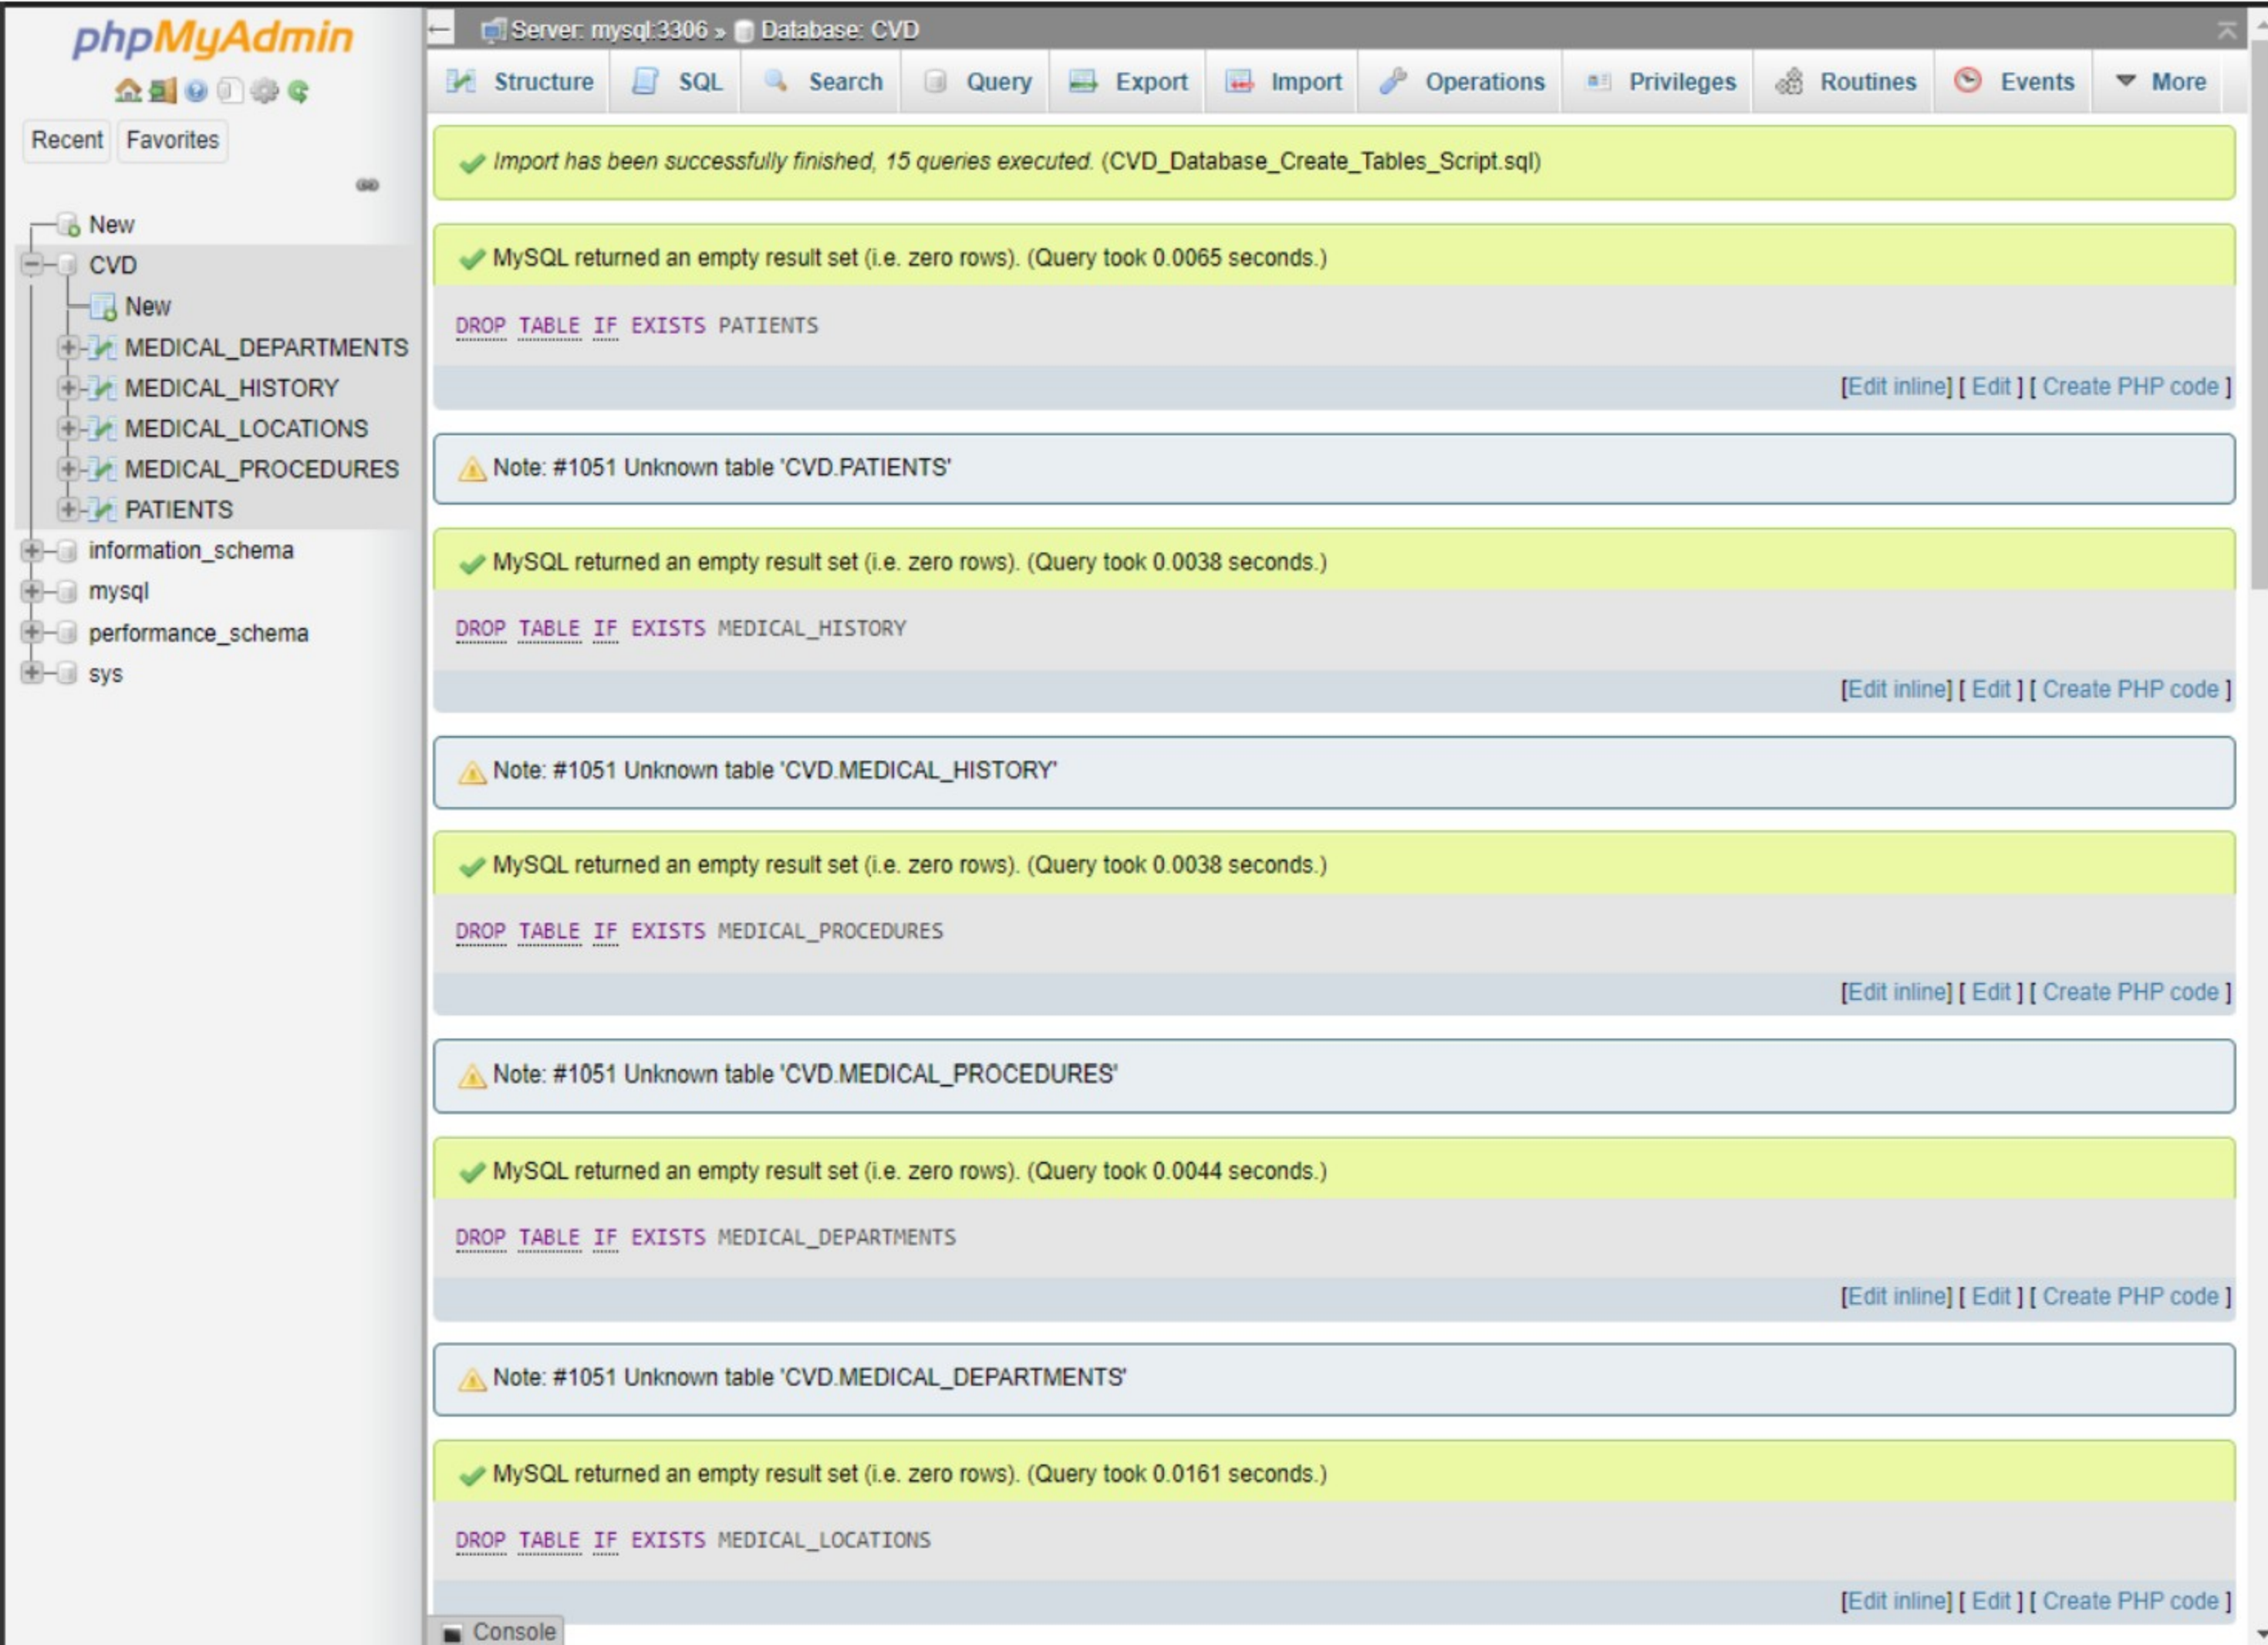 phpMyAdmin
Recent Favorites
New
CVD
New
MEDICAL_DEPARTMENTS
MEDICAL_HISTORY
MEDICAL_LOCATIONS
MEDICAL_PROCEDURES
PATIENTS
information_schema
mysql
performance_schema
sys
Server: mysql:3306 » Database: CVD
Structure SQL Search Query Export Import Operations Privileges Routines Events More
Import has been successfully finished, 15 queries executed. (CVD_Database_Create_Tables_Script.sql)
MySQL returned an empty result set (i.e. zero rows). (Query took 0.0065 seconds.)
DROP TABLE IF EXISTS PATIENTS
[Edit inline] [ Edit ] [ Create PHP code ]
Note: #1051 Unknown table 'CVD.PATIENTS'
MySQL returned an empty result set (i.e. zero rows). (Query took 0.0038 seconds.)
DROP TABLE IF EXISTS MEDICAL_HISTORY
[Edit inline] [ Edit ] [ Create PHP code ]
Note: #1051 Unknown table 'CVD.MEDICAL_HISTORY'
MySQL returned an empty result set (i.e. zero rows). (Query took 0.0038 seconds.)
DROP TABLE IF EXISTS MEDICAL_PROCEDURES
[Edit inline] [ Edit ] [ Create PHP code ]
Note: #1051 Unknown table 'CVD.MEDICAL_PROCEDURES'
MySQL returned an empty result set (i.e. zero rows). (Query took 0.0044 seconds.)
DROP TABLE IF EXISTS MEDICAL_DEPARTMENTS
[Edit inline] [ Edit ] [ Create PHP code ]
Note: #1051 Unknown table 'CVD.MEDICAL_DEPARTMENTS'
MySQL returned an empty result set (i.e. zero rows). (Query took 0.0161 seconds.)
DROP TABLE IF EXISTS MEDICAL_LOCATIONS
[Edit inline] [ Edit ] [ Create PHP code ]
Console